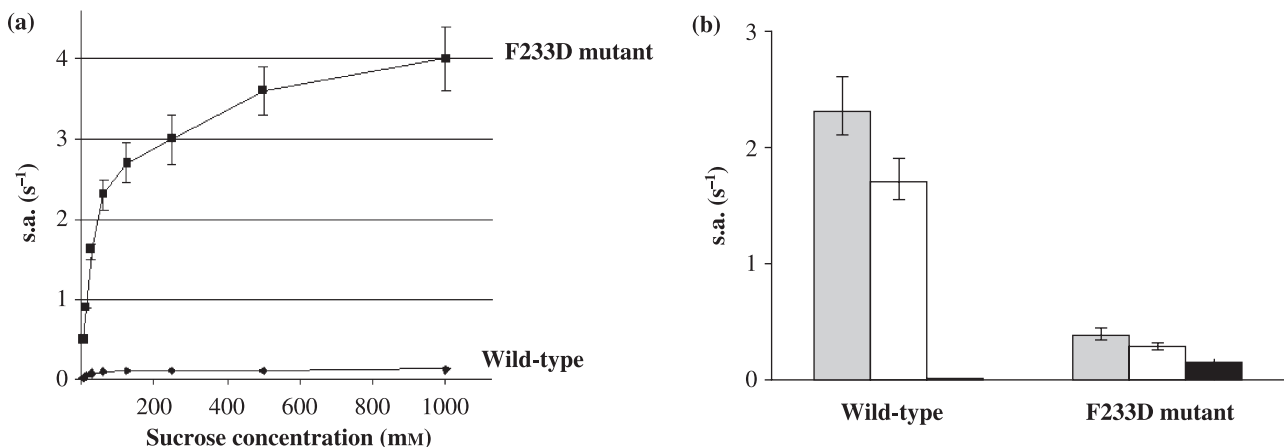 (a)
F233D mutant
4
3
s.a. (s⁻¹)
2
1
Wild-type
0
200 400 600 800 1000
Sucrose concentration (mM)
(b)
3
2
s.a. (s⁻¹)
1
0
Wild-type F233D mutant